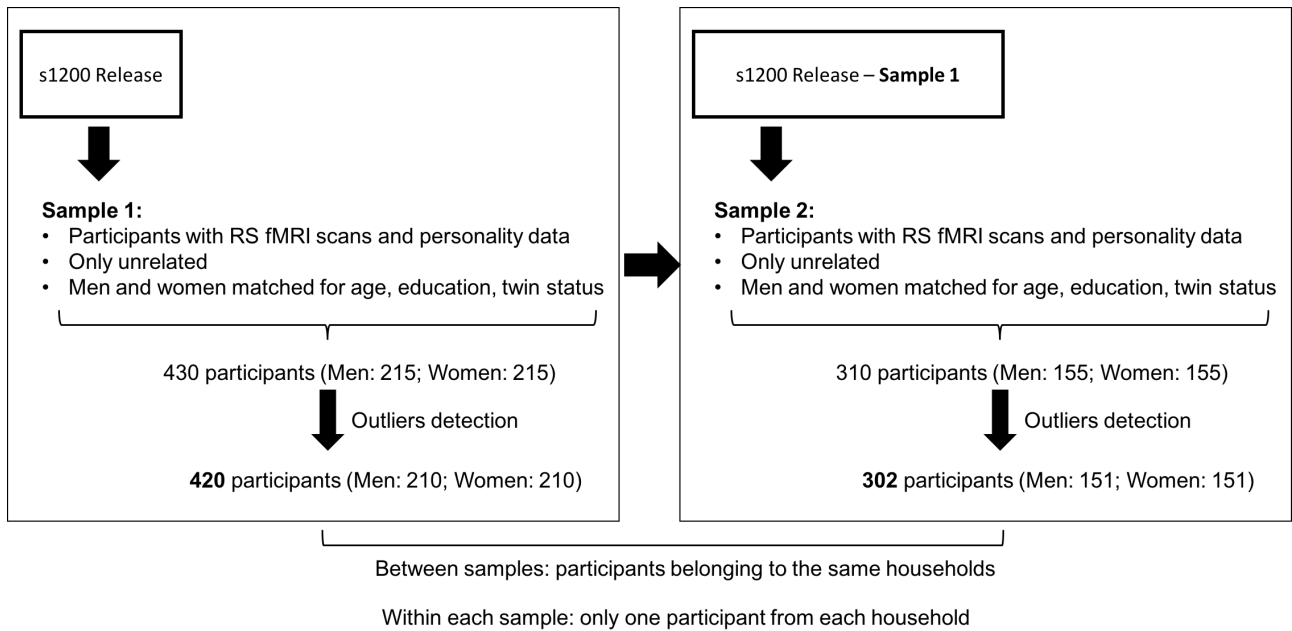 s1200 Release
Sample 1:
• Participants with RS fMRI scans and personality data
• Only unrelated
• Men and women matched for age, education, twin status
430 participants (Men: 215; Women: 215)
Outliers detection
420 participants (Men: 210; Women: 210)
s1200 Release – Sample 1
Sample 2:
• Participants with RS fMRI scans and personality data
• Only unrelated
• Men and women matched for age, education, twin status
310 participants (Men: 155; Women: 155)
Outliers detection
302 participants (Men: 151; Women: 151)
Between samples: participants belonging to the same households
Within each sample: only one participant from each household